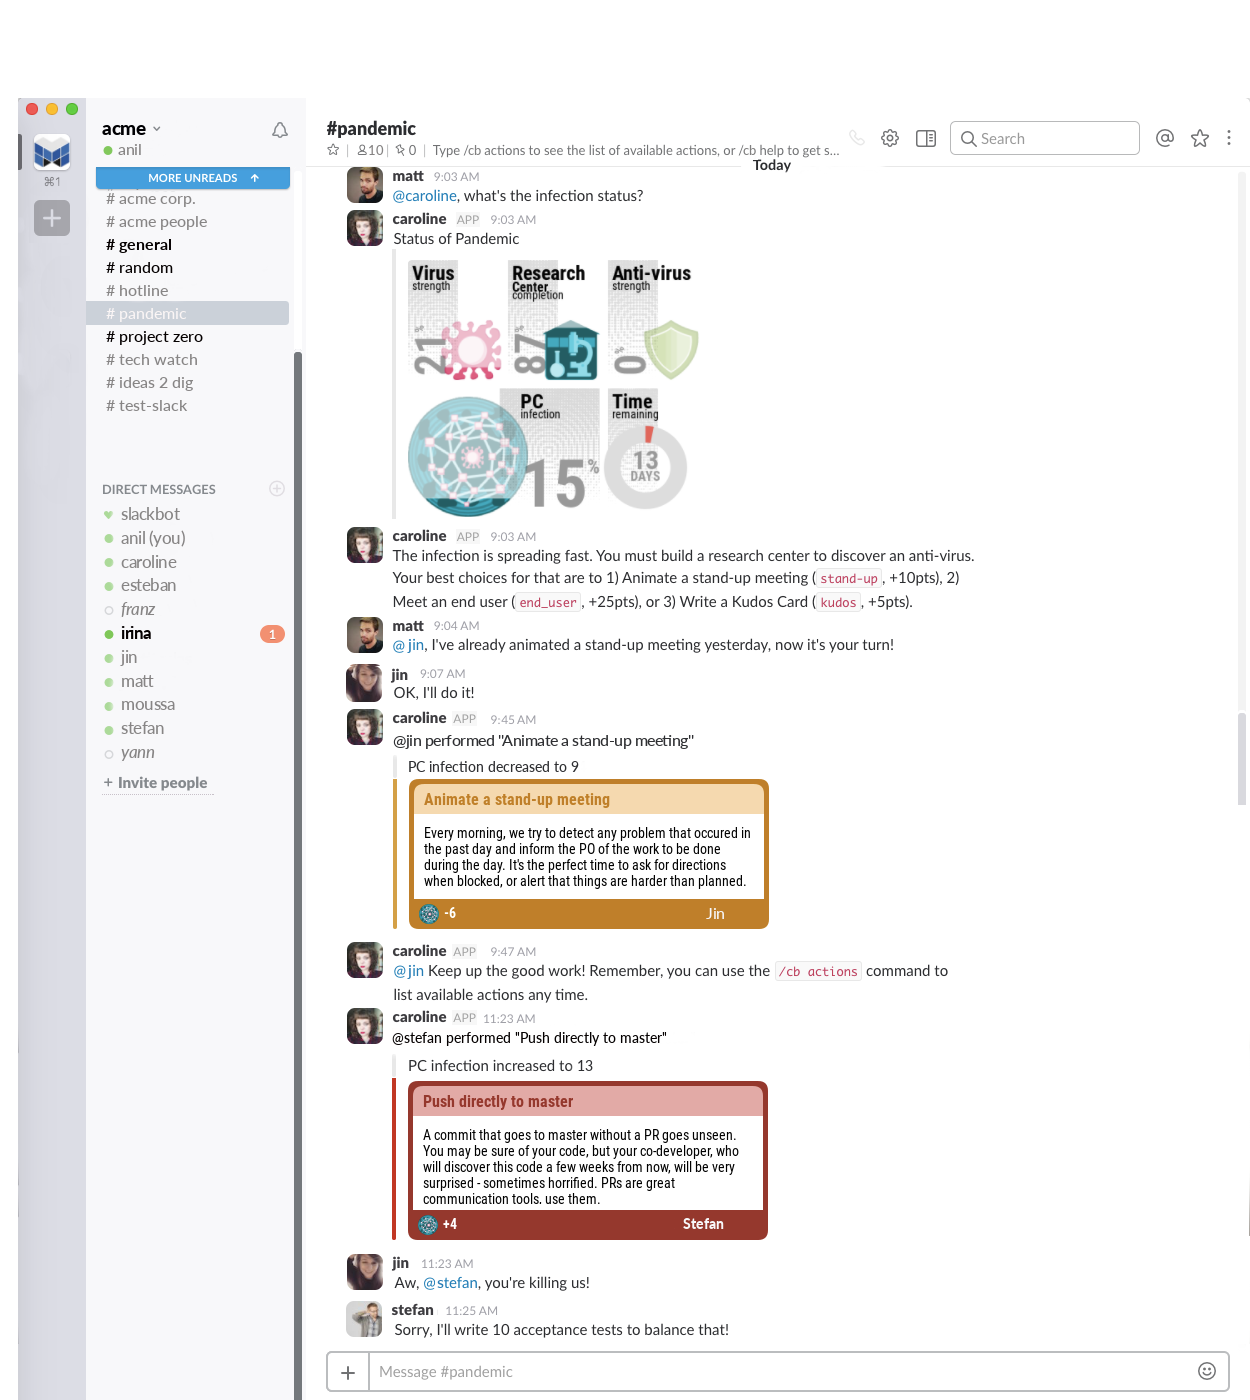 acme
anil
⌘1
MORE UNREADS ↑
# acme corp.
# acme people
# general
# random
# hotline
# pandemic
# project zero
# tech watch
# ideas 2 dig
# test-slack
DIRECT MESSAGES
slackbot
anil (you)
caroline
esteban
franz
irina 1
jin
matt
moussa
stefan
yann
+ Invite people
#pandemic
10 | 0 | Type /cb actions to see the list of available actions, or /cb help to get s...
Search
Today
matt 9:03 AM
@caroline, what's the infection status?
caroline APP 9:03 AM
Status of Pandemic
Virus
strength
21%
Research
Center
completion
87%
Anti-virus
strength
0%
PC
infection
15%
Time
remaining
13
DAYS
caroline APP 9:03 AM
The infection is spreading fast. You must build a research center to discover an anti-virus.
Your best choices for that are to 1) Animate a stand-up meeting (stand-up, +10pts), 2)
Meet an end user (end_user, +25pts), or 3) Write a Kudos Card (kudos, +5pts).
matt 9:04 AM
@jin, I've already animated a stand-up meeting yesterday, now it's your turn!
jin 9:07 AM
OK, I'll do it!
caroline APP 9:45 AM
@jin performed "Animate a stand-up meeting"
PC infection decreased to 9
Animate a stand-up meeting
Every morning, we try to detect any problem that occured in
the past day and inform the PO of the work to be done
during the day. It's the perfect time to ask for directions
when blocked, or alert that things are harder than planned.
-6 Jin
caroline APP 9:47 AM
@jin Keep up the good work! Remember, you can use the /cb actions command to
list available actions any time.
caroline APP 11:23 AM
@stefan performed "Push directly to master"
PC infection increased to 13
Push directly to master
A commit that goes to master without a PR goes unseen.
You may be sure of your code, but your co-developer, who
will discover this code a few weeks from now, will be very
surprised - sometimes horrified. PRs are great
communication tools, use them.
+4 Stefan
jin 11:23 AM
Aw, @stefan, you're killing us!
stefan 11:25 AM
Sorry, I'll write 10 acceptance tests to balance that!
Message #pandemic